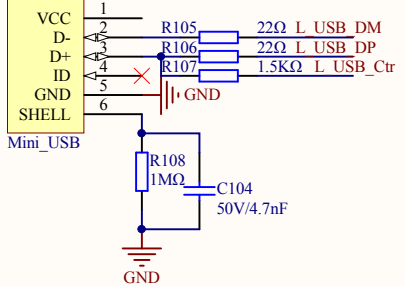 VCC 1
D- 2 R105 22Ω L_USB_DM
D+ 3 R106 22Ω L_USB_DP
ID 4 R107 1.5KΩ L_USB_Ctr
GND 5 GND
SHELL 6
Mini_USB
R108
1MΩ
C104
50V/4.7nF
GND